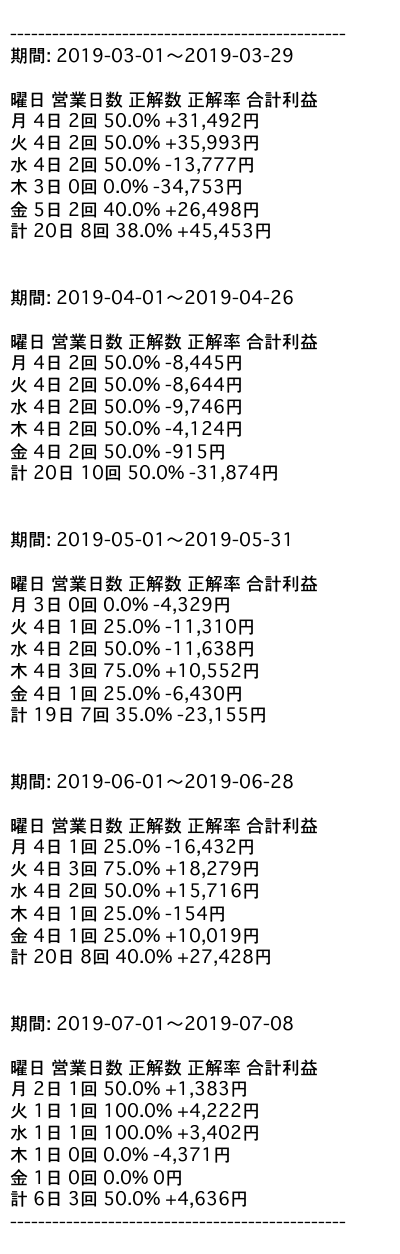 ------------------------------------------------
期間: 2019-03-01〜2019-03-29
曜日 営業日数 正解数 正解率 合計利益
月 4日 2回 50.0% +31,492円
火 4日 2回 50.0% +35,993円
水 4日 2回 50.0% -13,777円
木 3日 0回 0.0% -34,753円
金 5日 2回 40.0% +26,498円
計 20日 8回 38.0% +45,453円
期間: 2019-04-01〜2019-04-26
曜日 営業日数 正解数 正解率 合計利益
月 4日 2回 50.0% -8,445円
火 4日 2回 50.0% -8,644円
水 4日 2回 50.0% -9,746円
木 4日 2回 50.0% -4,124円
金 4日 2回 50.0% -915円
計 20日 10回 50.0% -31,874円
期間: 2019-05-01〜2019-05-31
曜日 営業日数 正解数 正解率 合計利益
月 3日 0回 0.0% -4,329円
火 4日 1回 25.0% -11,310円
水 4日 2回 50.0% -11,638円
木 4日 3回 75.0% +10,552円
金 4日 1回 25.0% -6,430円
計 19日 7回 35.0% -23,155円
期間: 2019-06-01〜2019-06-28
曜日 営業日数 正解数 正解率 合計利益
月 4日 1回 25.0% -16,432円
火 4日 3回 75.0% +18,279円
水 4日 2回 50.0% +15,716円
木 4日 1回 25.0% -154円
金 4日 1回 25.0% +10,019円
計 20日 8回 40.0% +27,428円
期間: 2019-07-01〜2019-07-08
曜日 営業日数 正解数 正解率 合計利益
月 2日 1回 50.0% +1,383円
火 1日 1回 100.0% +4,222円
水 1日 1回 100.0% +3,402円
木 1日 0回 0.0% -4,371円
金 1日 0回 0.0% 0円
計 6日 3回 50.0% +4,636円
------------------------------------------------